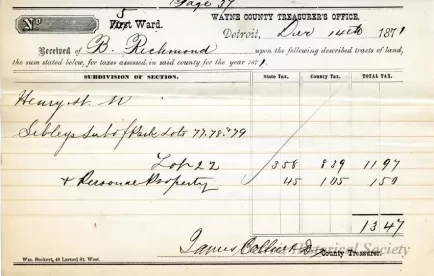 Page 37
No
5 First Ward.
WAYNE COUNTY TREASURER'S OFFICE,
Detroit, Dec 14th 1871
Received of B. Richmond upon the following described tracts of land,
the sum stated below, for taxes assessed, in said county for the year 1871.
SUBDIVISION OF SECTION. STATE TAX. COUNTY TAX. TOTAL TAX.
Henry St. N
Sibleys Sub of Park Lots 77.78.&79
Lot 22 358 839 1197
& Personal Property 45 105 150
1347
James County Treasurer.
Historical Society
Wm. Stockert, 48 Larned St. West.